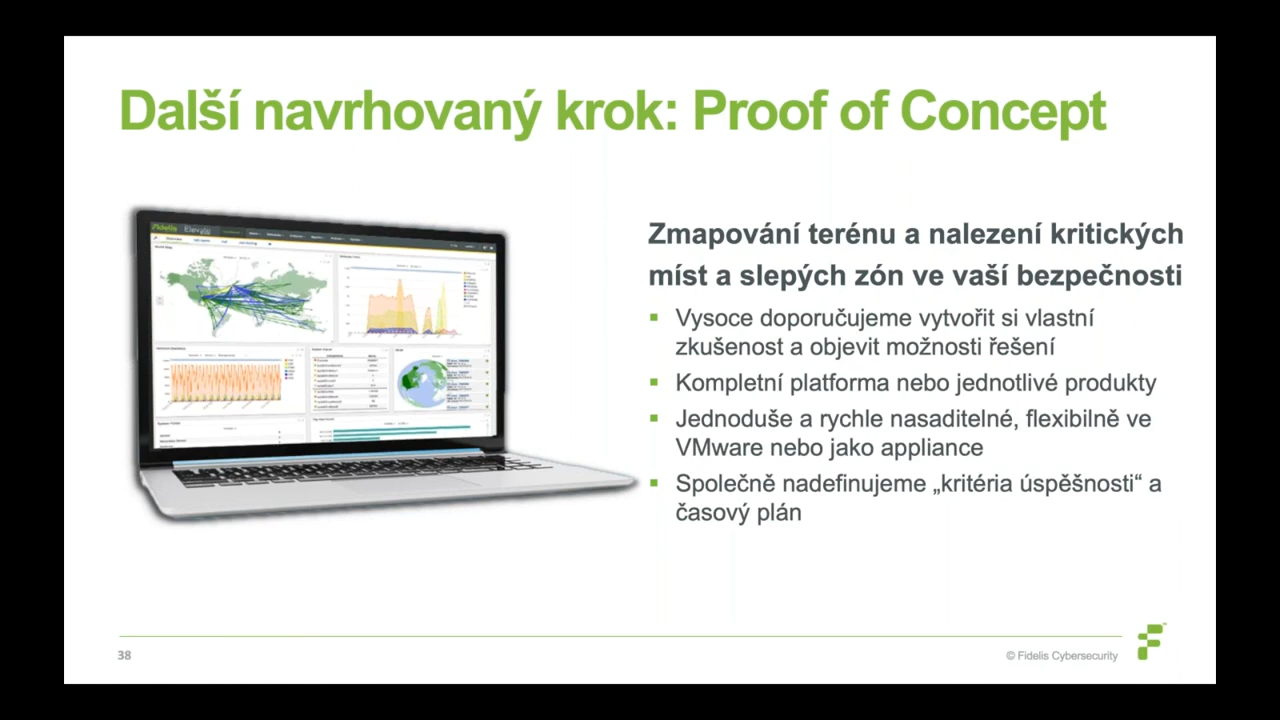 Další navrhovaný krok: Proof of Concept
Fidelis Elevate
Zmapování terénu a nalezení kritických
míst a slepých zón ve vaší bezpečnosti
▪ Vysoce doporučujeme vytvořit si vlastní
zkušenost a objevit možnosti řešení
▪ Kompletní platforma nebo jednotlivé produkty
▪ Jednoduše a rychle nasaditelné, flexibilně ve
VMware nebo jako appliance
▪ Společně nadefinujeme „kritéria úspěšnosti“ a
časový plán
38
© Fidelis Cybersecurity